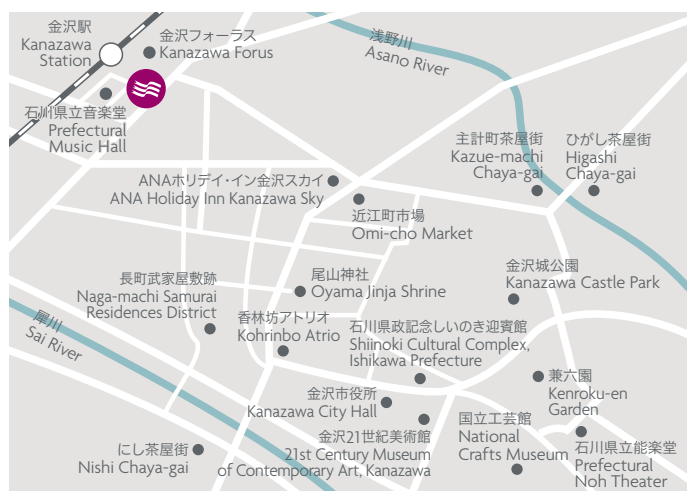 金沢駅
Kanazawa
Station
金沢フォーラス
Kanazawa Forus
浅野川
Asano River
石川県立音楽堂
Prefectural
Music Hall
主計町茶屋街
Kazue-machi
Chaya-gai
ひがし茶屋街
Higashi
Chaya-gai
ANAホリデイ・イン金沢スカイ
ANA Holiday Inn Kanazawa Sky
近江町市場
Omi-cho Market
金沢城公園
Kanazawa Castle Park
尾山神社
Oyama Jinja Shrine
長町武家屋敷跡
Naga-machi Samurai
Residences District
犀川
Sai River
香林坊アトリオ
Kohrinbo Atrio
石川県政記念しいのき迎賓館
Shiinoki Cultural Complex,
Ishikawa Prefecture
兼六園
Kenroku-en
Garden
金沢市役所
Kanazawa City Hall
国立工芸館
National
Crafts Museum
金沢21世紀美術館
21st Century Museum
of Contemporary Art, Kanazawa
にし茶屋街
Nishi Chaya-gai
石川県立能楽堂
Prefectural
Noh Theater